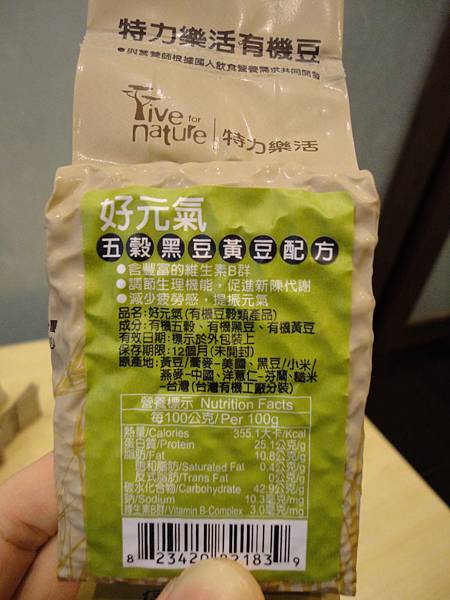 特力樂活有機豆
●與營養師根據國人飲食營養需求共同開發
live for nature | 特力樂活
好元氣
五穀黑豆黃豆配方
●含豐富的維生素B群
●調節生理機能，促進新陳代謝
●減少疲勞感，提振元氣
品名:好元氣(有機豆穀類產品)
成分:有機五穀、有機黑豆、有機黃豆
有效日期:標示於外包裝上
保存期限:12個月(未開封)
原產地:黃豆/蕎麥-美國、黑豆/小米/
燕麥-中國、洋薏仁-芬蘭、糙米
-台灣(台灣有機工廠分裝)
營養標示 Nutrition Facts
每100公克/Per 100g
熱量/Calories 355.1大卡/Kcal
蛋白質/Protein 25.1公克/g
脂肪/Fat 10.8公克/g
飽和脂肪/Saturated Fat 0.4公克/g
反式脂肪/Trans Fat 0公克/g
碳水化合物/Carbohydrate 42.9公克/g
鈉/Sodium 10.3毫克/mg
維生素B群/Vitamin B-Complex 3.0毫克/mg
8 23420 02183 9